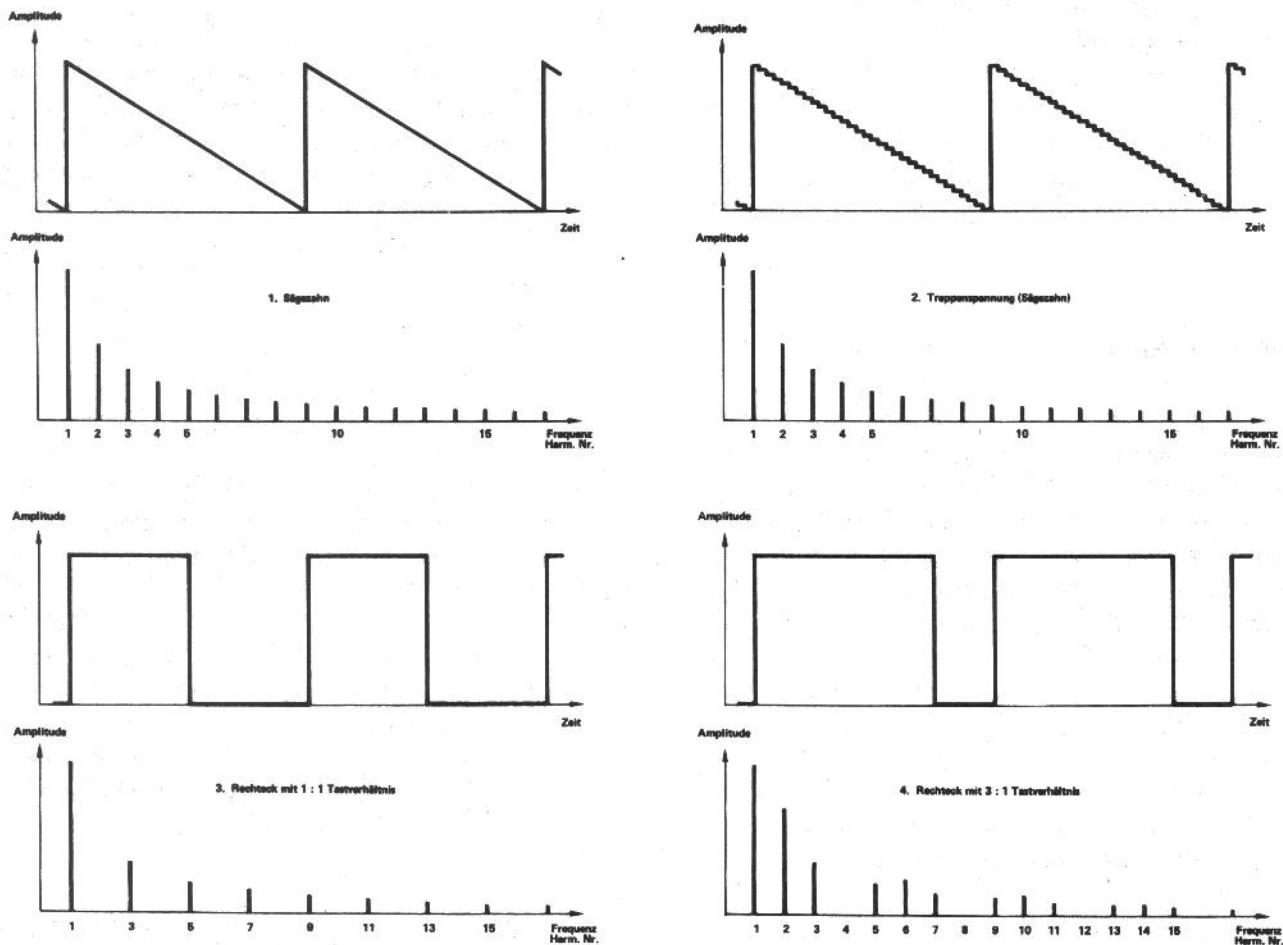 Amplitude
Zeit
Amplitude
1. Sägezahn
1 2 3 4 5 10 15 Frequenz
Harm. Nr.
Amplitude
Zeit
Amplitude
2. Treppenspannung (Sägezahn)
1 2 3 4 5 10 15 Frequenz
Harm. Nr.
Amplitude
Zeit
Amplitude
3. Rechteck mit 1 : 1 Tastverhältnis
1 3 5 7 9 11 13 15 Frequenz
Harm. Nr.
Amplitude
Zeit
Amplitude
4. Rechteck mit 3 : 1 Tastverhältnis
1 2 3 4 5 6 7 8 9 10 11 12 13 14 15 Frequenz
Harm. Nr.